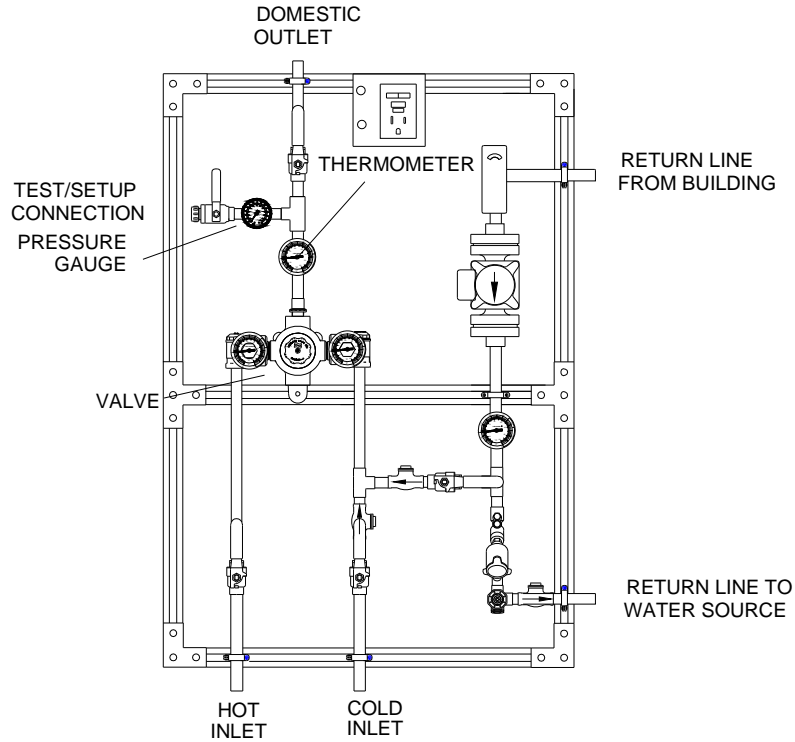 DOMESTIC
OUTLET
THERMOMETER
RETURN LINE
FROM BUILDING
TEST/SETUP
CONNECTION
PRESSURE
GAUGE
VALVE
RETURN LINE TO
WATER SOURCE
HOT
INLET
COLD
INLET